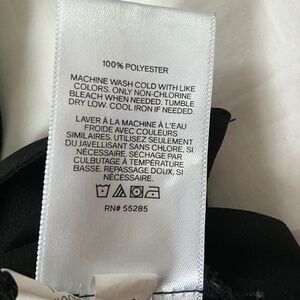 100% POLYESTER
MACHINE WASH COLD WITH LIKE
COLORS. ONLY NON-CHLORINE
BLEACH WHEN NEEDED. TUMBLE
DRY LOW. COOL IRON IF NEEDED.
LAVER À LA MACHINE À L'EAU
FROIDE AVEC COULEURS
SIMILAIRES. UTILISEZ SEULEMENT
DU JAVELLISANT SANS CHLORE, SI
NÉCESSAIRE. SÉCHAGE PAR
CULBUTAGE À TEMPÉRATURE
BASSE. REPASSAGE DOUX, SI
NÉCESSAIRE.
RN# 55285